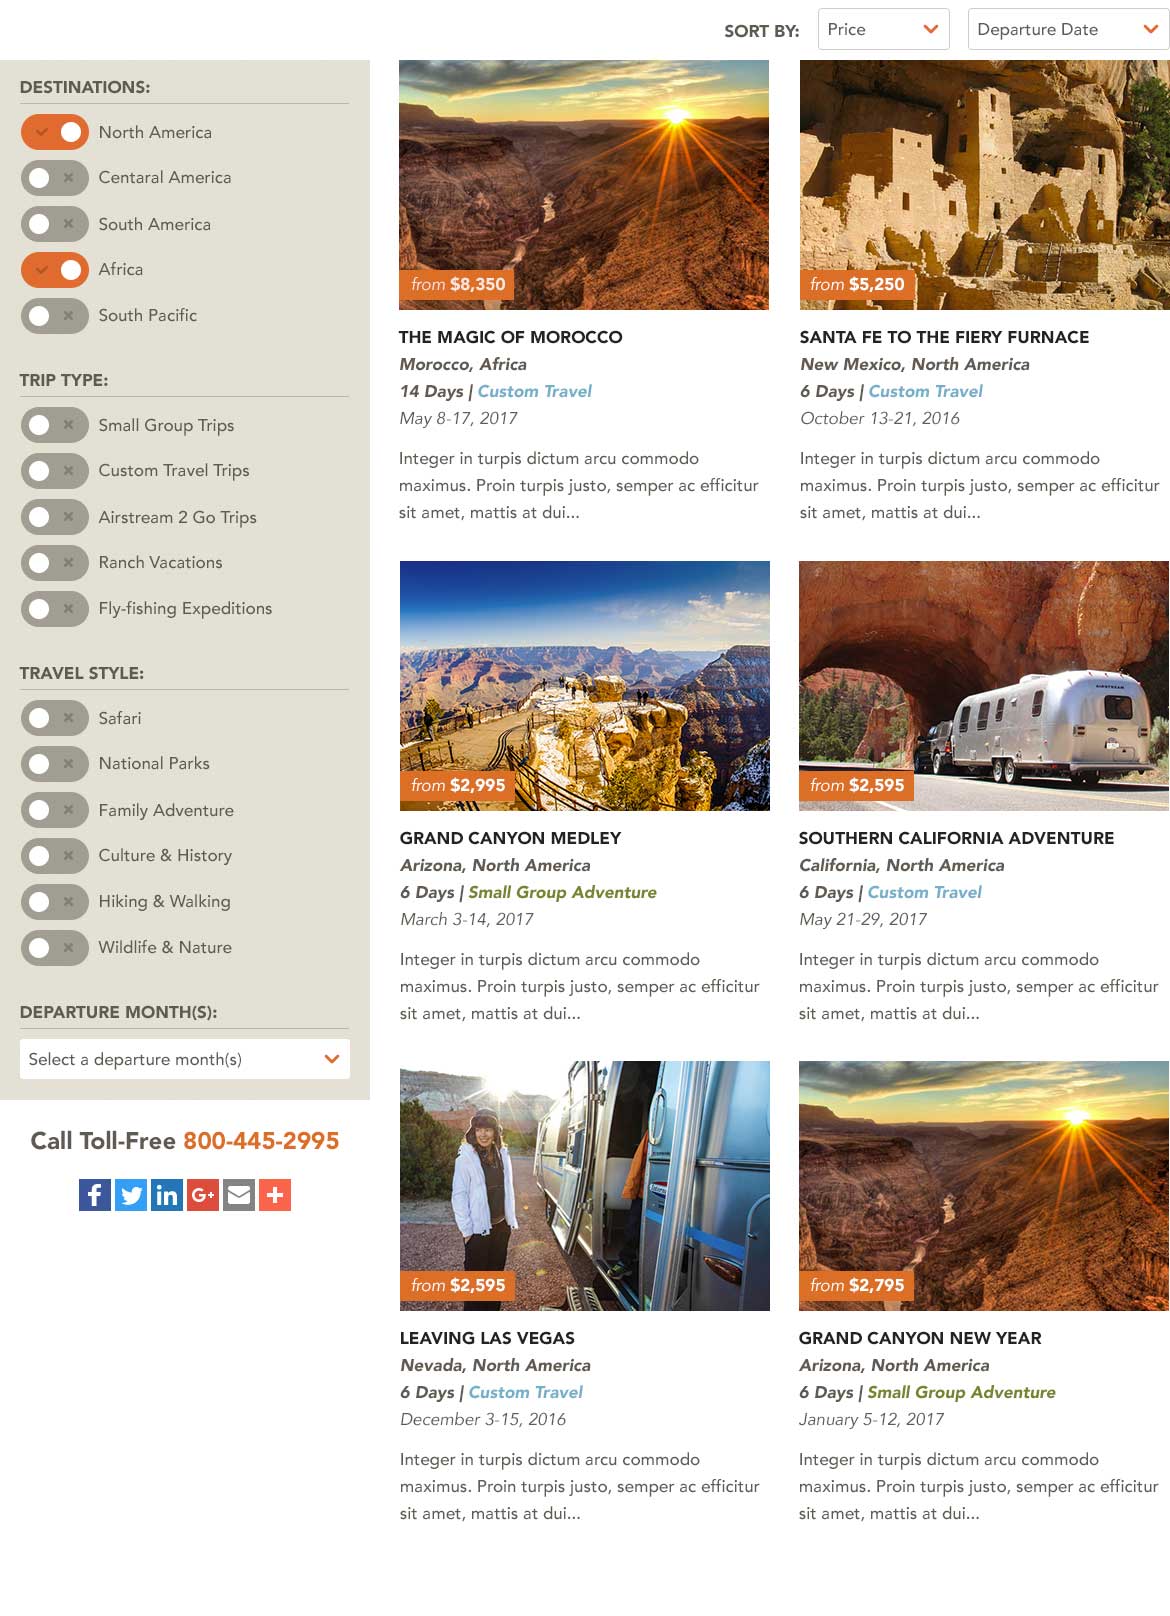 SORT BY:
Price
Departure Date
DESTINATIONS:
North America
Centaral America
South America
Africa
South Pacific
TRIP TYPE:
Small Group Trips
Custom Travel Trips
Airstream 2 Go Trips
Ranch Vacations
Fly-fishing Expeditions
TRAVEL STYLE:
Safari
National Parks
Family Adventure
Culture & History
Hiking & Walking
Wildlife & Nature
DEPARTURE MONTH(S):
Select a departure month(s)
Call Toll-Free 800-445-2995
from $8,350
THE MAGIC OF MOROCCO
Morocco, Africa
14 Days | Custom Travel
May 8-17, 2017
Integer in turpis dictum arcu commodo
maximus. Proin turpis justo, semper ac efficitur
sit amet, mattis at dui...
from $5,250
SANTA FE TO THE FIERY FURNACE
New Mexico, North America
6 Days | Custom Travel
October 13-21, 2016
Integer in turpis dictum arcu commodo
maximus. Proin turpis justo, semper ac efficitur
sit amet, mattis at dui...
from $2,995
GRAND CANYON MEDLEY
Arizona, North America
6 Days | Small Group Adventure
March 3-14, 2017
Integer in turpis dictum arcu commodo
maximus. Proin turpis justo, semper ac efficitur
sit amet, mattis at dui...
AIRSTREAM
from $2,595
SOUTHERN CALIFORNIA ADVENTURE
California, North America
6 Days | Custom Travel
May 21-29, 2017
Integer in turpis dictum arcu commodo
maximus. Proin turpis justo, semper ac efficitur
sit amet, mattis at dui...
from $2,595
LEAVING LAS VEGAS
Nevada, North America
6 Days | Custom Travel
December 3-15, 2016
Integer in turpis dictum arcu commodo
maximus. Proin turpis justo, semper ac efficitur
sit amet, mattis at dui...
from $2,795
GRAND CANYON NEW YEAR
Arizona, North America
6 Days | Small Group Adventure
January 5-12, 2017
Integer in turpis dictum arcu commodo
maximus. Proin turpis justo, semper ac efficitur
sit amet, mattis at dui...